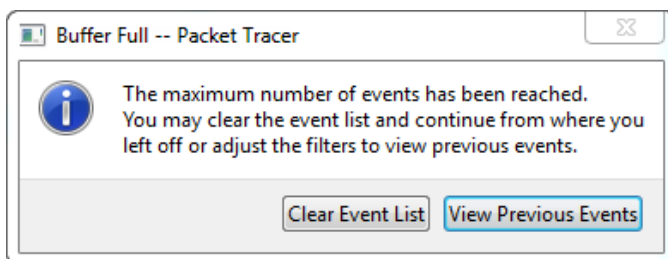 Buffer Full -- Packet Tracer
The maximum number of events has been reached.
You may clear the event list and continue from where you
left off or adjust the filters to view previous events.
Clear Event List View Previous Events